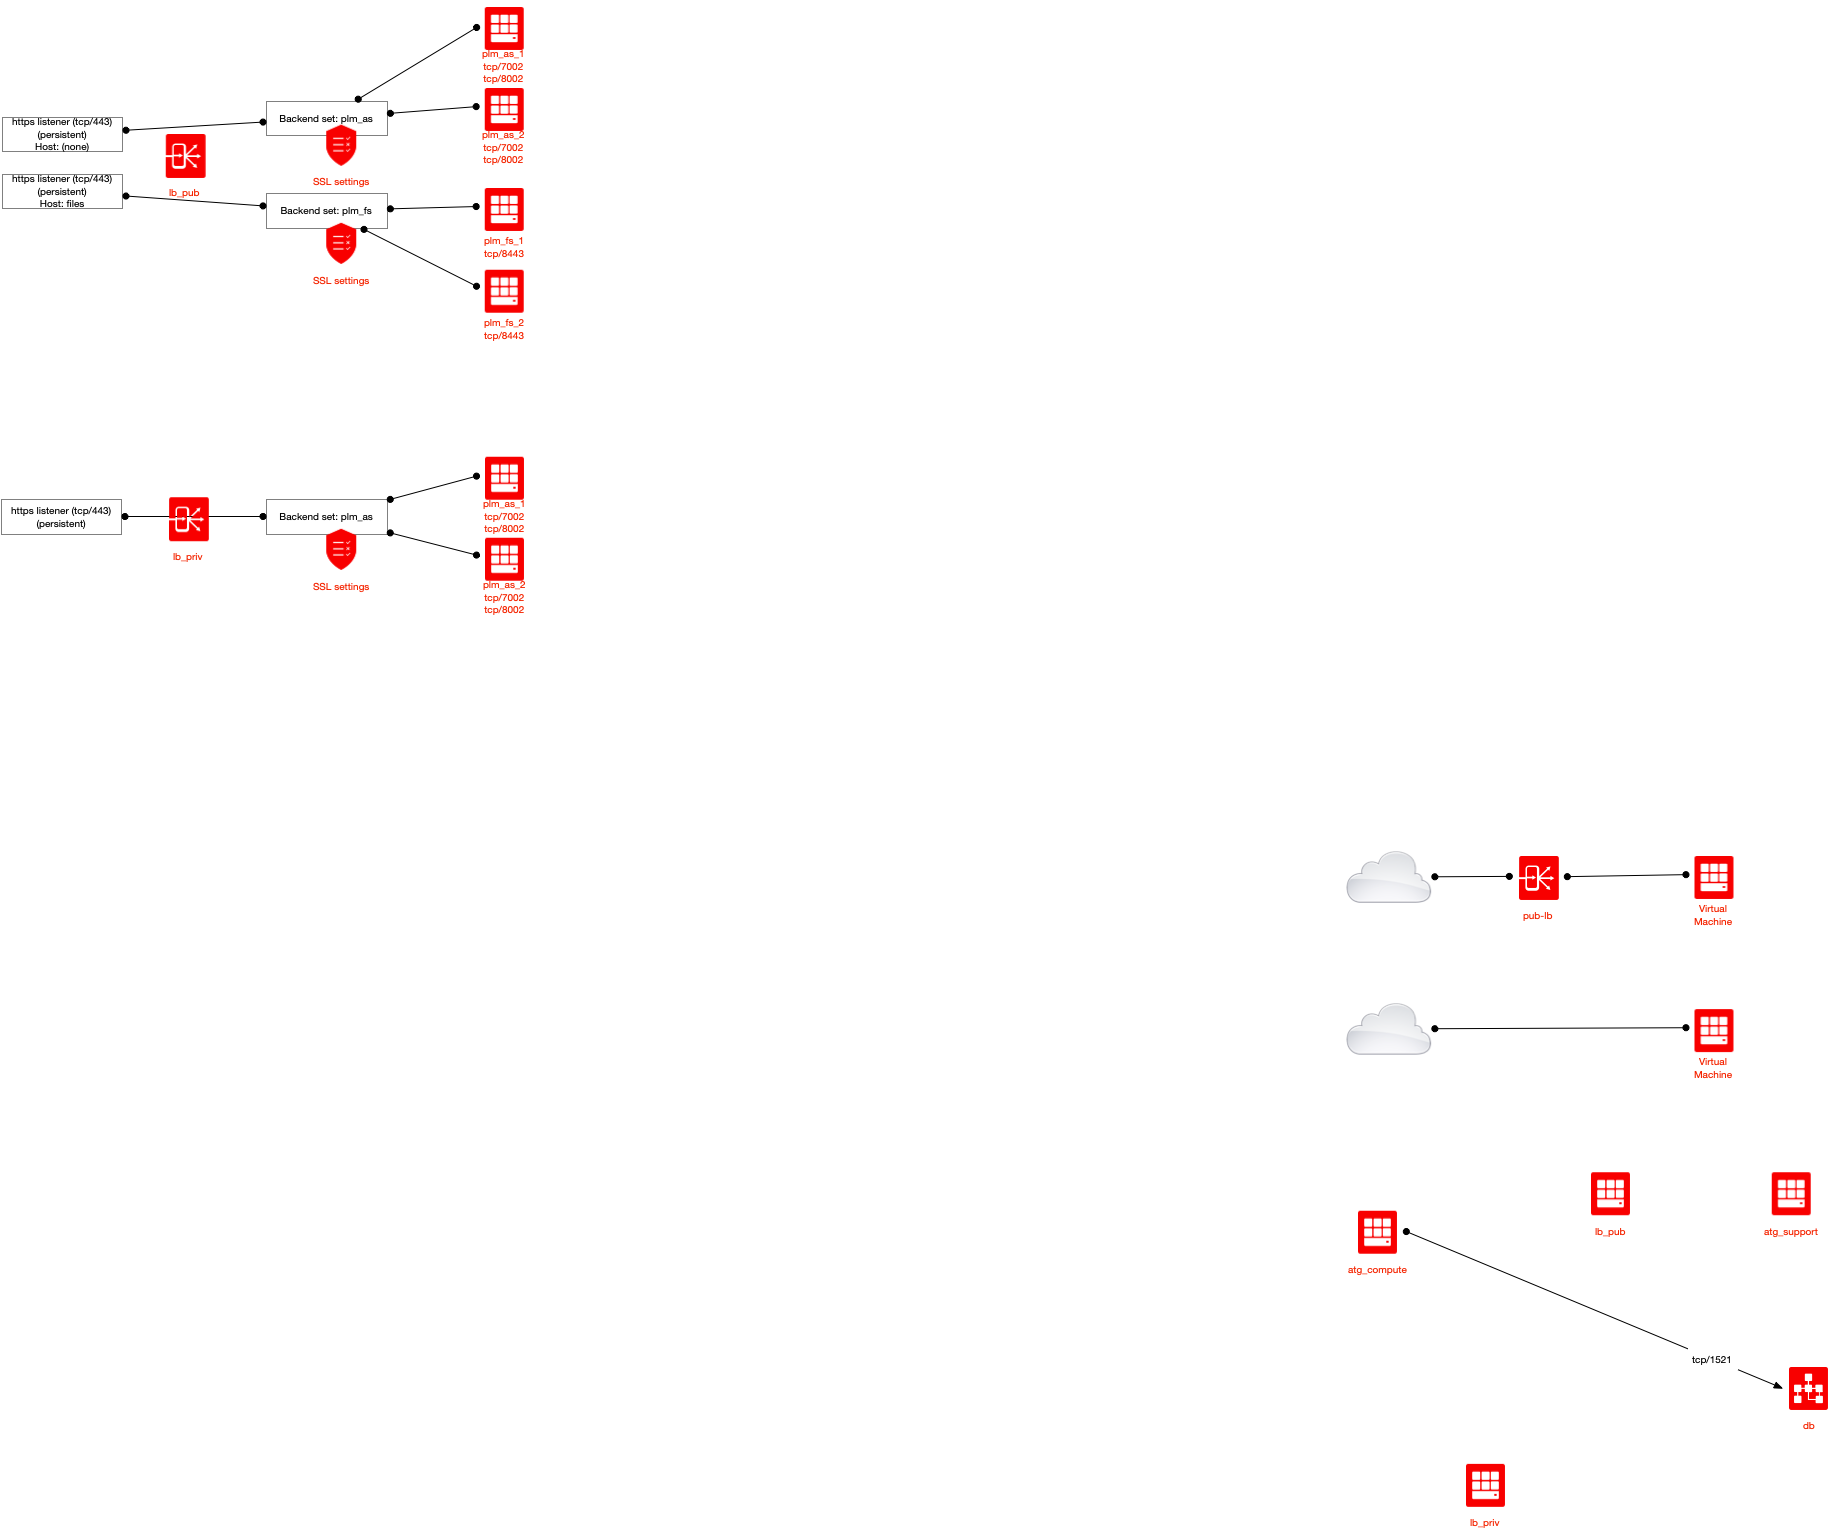 plm_as_1
tcp/7002
tcp/8002
https listener (tcp/443)
(persistent)
Host: (none)
Backend set: plm_as
plm_as_2
tcp/7002
tcp/8002
SSL settings
lb_pub
https listener (tcp/443)
(persistent)
Host: files
Backend set: plm_fs
plm_fs_1
tcp/8443
SSL settings
plm_fs_2
tcp/8443
https listener (tcp/443)
(persistent)
lb_priv
Backend set: plm_as
SSL settings
plm_as_1
tcp/7002
tcp/8002
plm_as_2
tcp/7002
tcp/8002
pub-lb
Virtual
Machine
Virtual
Machine
lb_pub
atg_support
atg_compute
tcp/1521
db
lb_priv